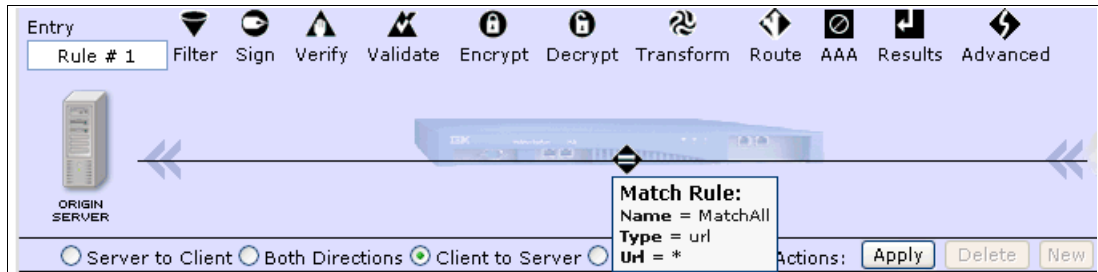 Entry
Rule # 1
Filter Sign Verify Validate Encrypt Decrypt Transform Route AAA Results Advanced
IBM
ORIGIN
SERVER
Match Rule:
Name = MatchAll
Type = url
Url = *
Server to Client Both Directions Client to Server Actions: Apply Delete New